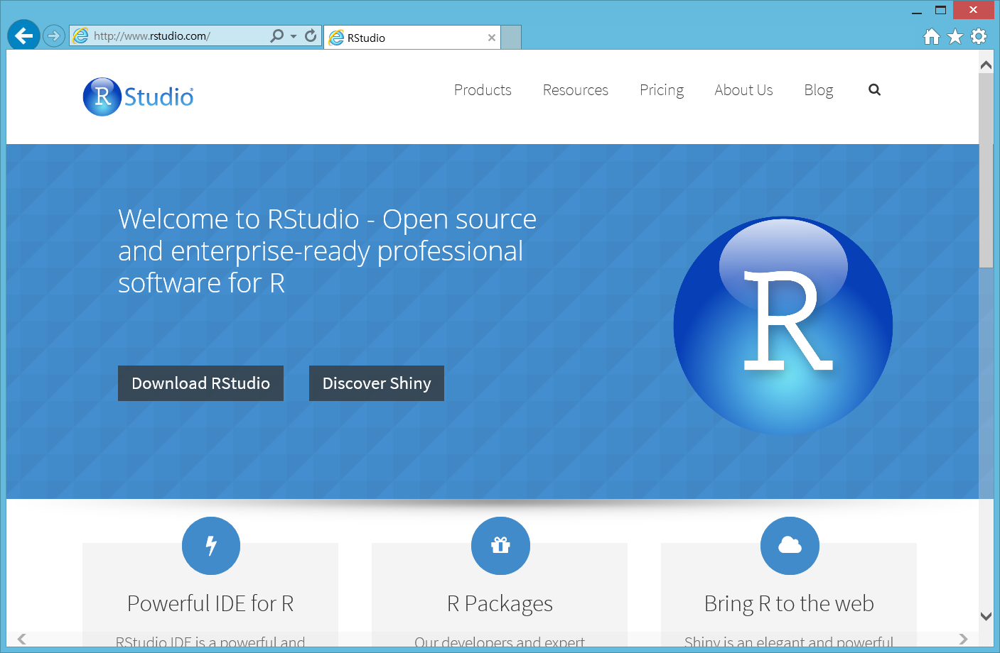 http://www.rstudio.com/
RStudio
R Studio®
Products
Resources
Pricing
About Us
Blog
Welcome to RStudio - Open source
and enterprise-ready professional
software for R
Download RStudio
Discover Shiny
R
Powerful IDE for R
R Packages
Bring R to the web
RStudio IDE is a powerful and
Our developers and expert
Shiny is an elegant and powerful